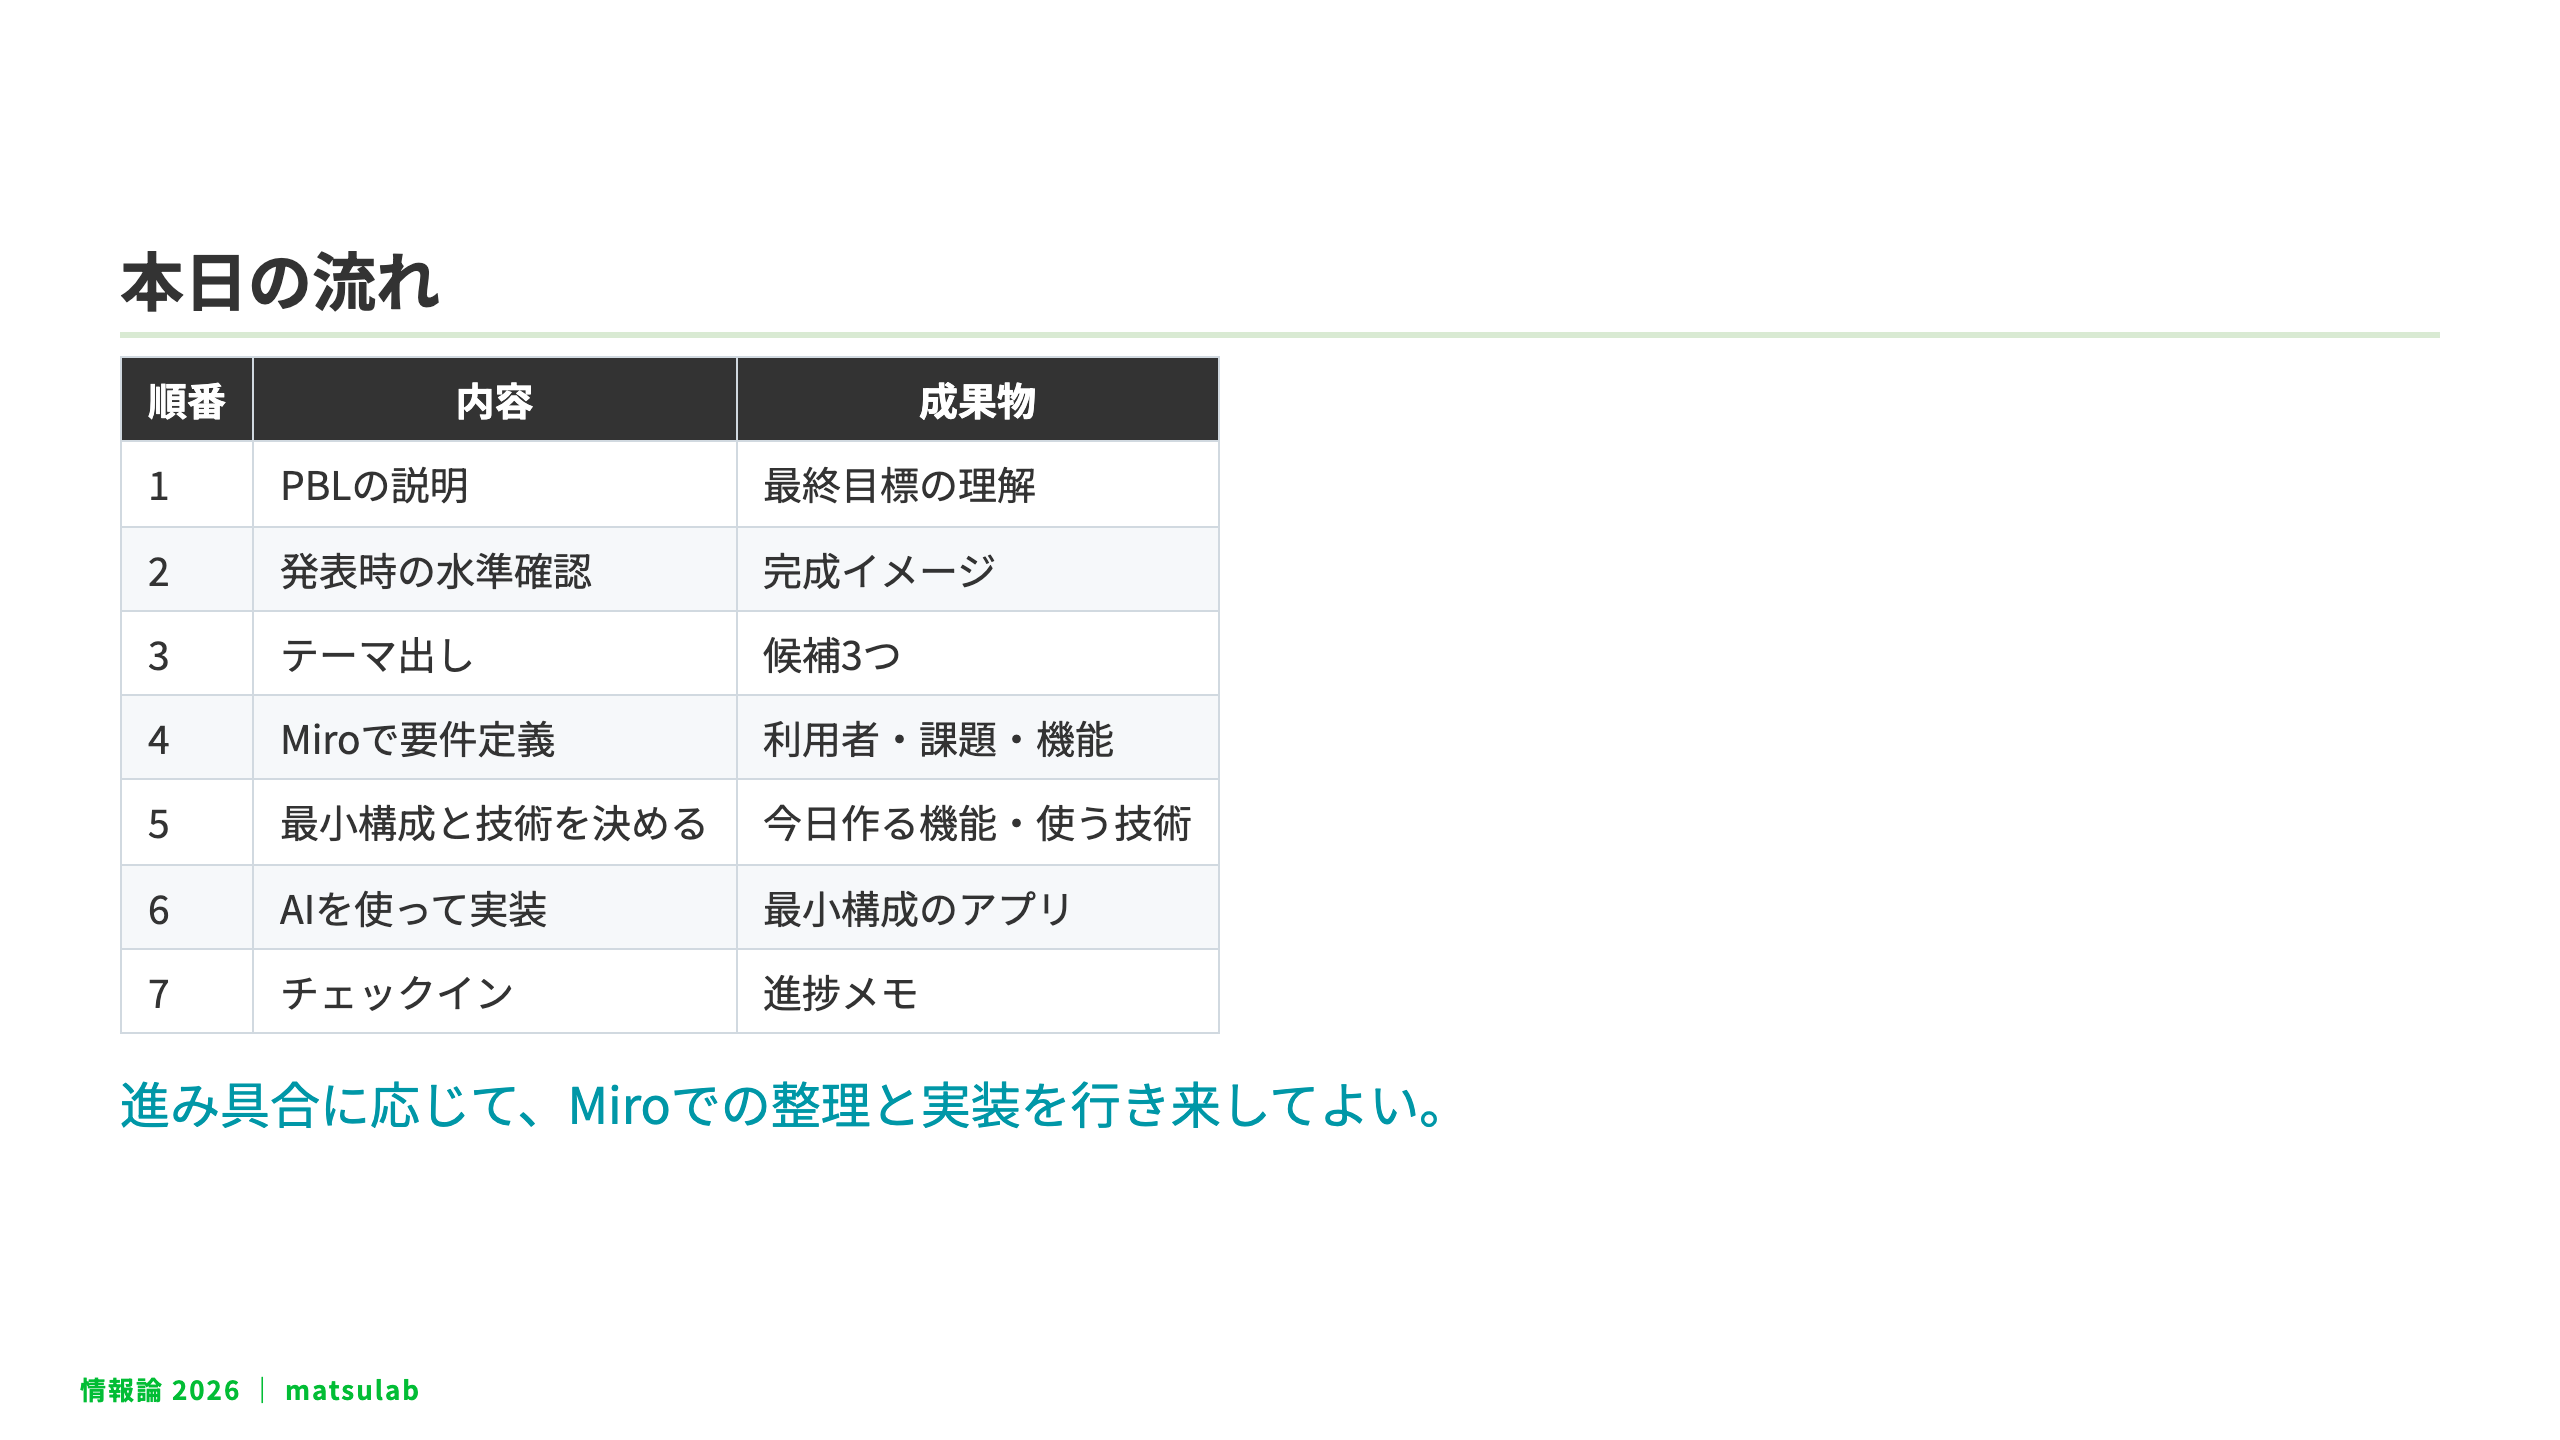 本日の流れ
順番 内容 成果物
1 PBLの説明 最終目標の理解
2 発表時の水準確認 完成イメージ
3 テーマ出し 候補3つ
4 Miroで要件定義 利用者・課題・機能
5 最小構成と技術を決める 今日作る機能・使う技術
6 AIを使って実装 最小構成のアプリ
7 チェックイン 進捗メモ
進み具合に応じて、Miroでの整理と実装を行き来してよい。
情報論 2026 | matsulab